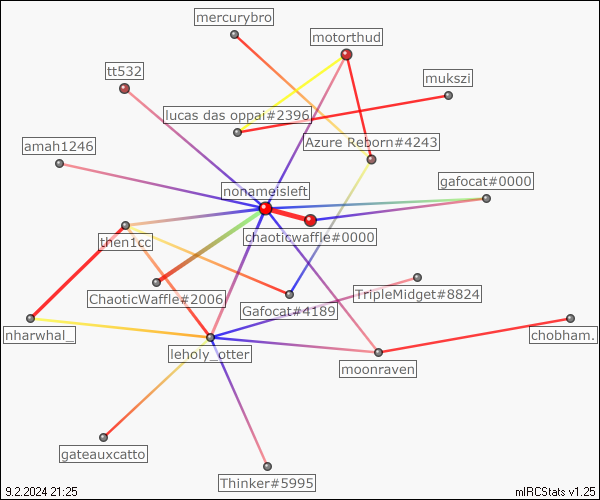 mercurybro
motorthud
tt532
mukszi
lucas das oppai#2396
Azure Reborn#4243
amah1246
nonameisleft
gafocat#0000
then1cc
chaoticwaffle#0000
ChaoticWaffle#2006
Gafocat#4189
TripleMidget#8824
nharwhal_
chobham.
leholy_otter
moonraven
gateauxcatto
Thinker#5995
9.2.2024 21:25
mIRCStats v1.25